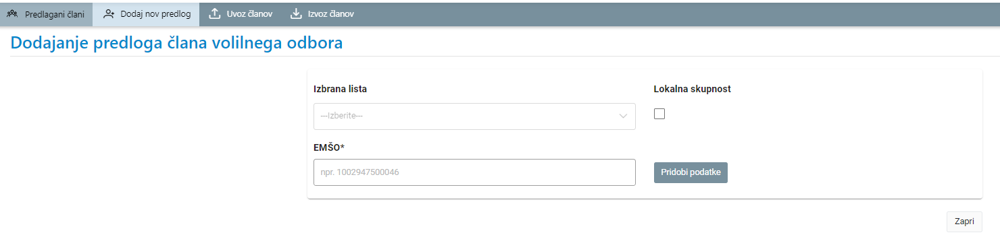 Predlagani člani Dodaj nov predlog Uvoz članov Izvoz članov
Dodajanje predloga člana volilnega odbora
Izbrana lista Lokalna skupnost
---Izberite---
EMŠO*
npr. 1002947500046 Pridobi podatke
Zapri